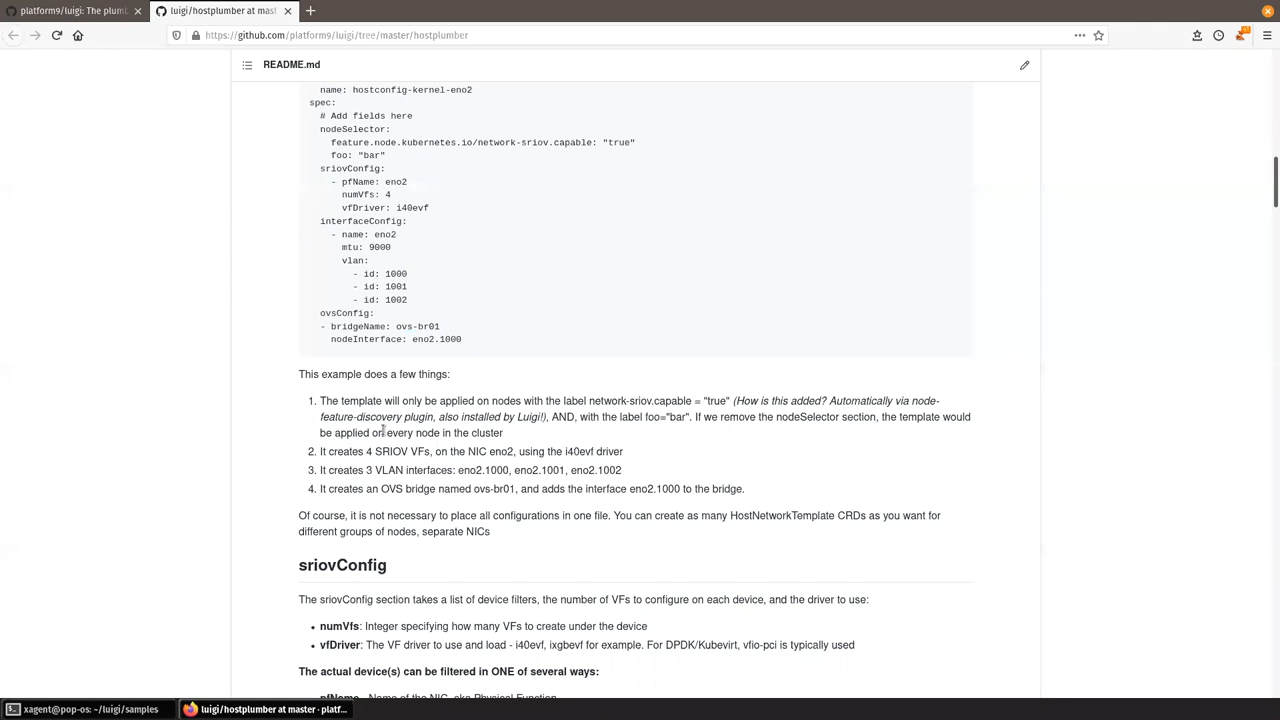 platform9/luigi: The plumb
luigi/hostplumber at mast
https://github.com/platform9/luigi/tree/master/hostplumber
README.md
name: hostconfig-kernel-eno2
spec:
# Add fields here
nodeSelector:
feature.node.kubernetes.io/network-sriov.capable: "true"
foo: "bar"
sriovConfig:
- pfName: eno2
numVfs: 4
vfDriver: i40evf
interfaceConfig:
- name: eno2
mtu: 9000
vlan:
- id: 1000
- id: 1001
- id: 1002
ovsConfig:
- bridgeName: ovs-br01
nodeInterface: eno2.1000
This example does a few things:
1. The template will only be applied on nodes with the label network-sriov.capable = "true" (How is this added? Automatically via node-
feature-discovery plugin, also installed by Luigi!), AND, with the label foo="bar". If we remove the nodeSelector section, the template would
be applied on every node in the cluster
2. It creates 4 SRIOV VFs, on the NIC eno2, using the i40evf driver
3. It creates 3 VLAN interfaces: eno2.1000, eno2.1001, eno2.1002
4. It creates an OVS bridge named ovs-br01, and adds the interface eno2.1000 to the bridge.
Of course, it is not necessary to place all configurations in one file. You can create as many HostNetworkTemplate CRDs as you want for
different groups of nodes, separate NICs
sriovConfig
The sriovConfig section takes a list of device filters, the number of VFs to configure on each device, and the driver to use:
• numVfs: Integer specifying how many VFs to create under the device
• vfDriver: The VF driver to use and load - i40evf, ixgbevf for example. For DPDK/Kubevirt, vfio-pci is typically used
The actual device(s) can be filtered in ONE of several ways:
pfName - Name of the NIC, aka Physical Function
xagent@pop-os: ~/luigi/samples
luigi/hostplumber at master · platf...